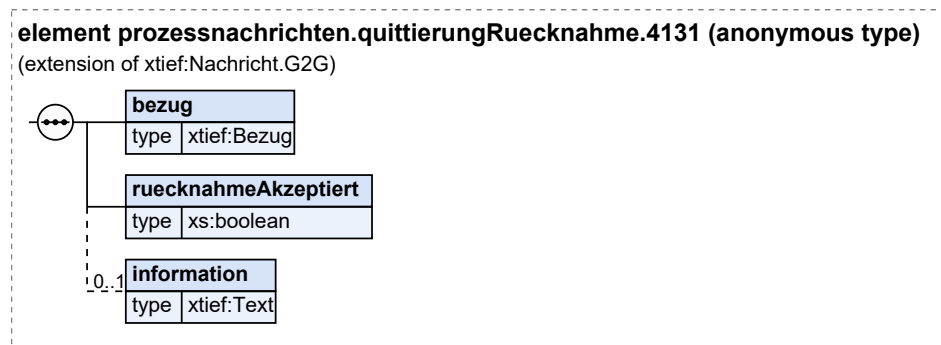 element prozessnachrichten.quittierungRuecknahme.4131 (anonymous type)
(extension of xtief:Nachricht.G2G)
bezug
type xtief:Bezug
ruecknahmeAkzeptiert
type xs:boolean
0..1 information
type xtief:Text